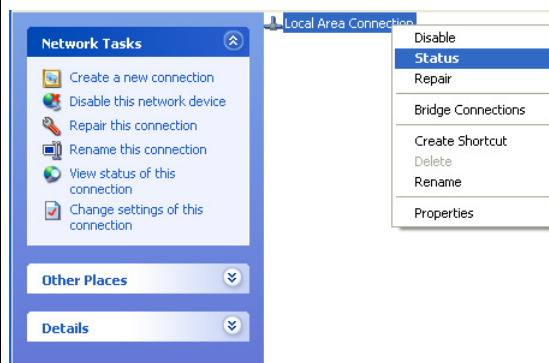 Network Tasks
Create a new connection
Disable this network device
Repair this connection
Rename this connection
View status of this
connection
Change settings of this
connection
Other Places
Details
Local Area Connection
Disable
Status
Repair
Bridge Connections
Create Shortcut
Delete
Rename
Properties